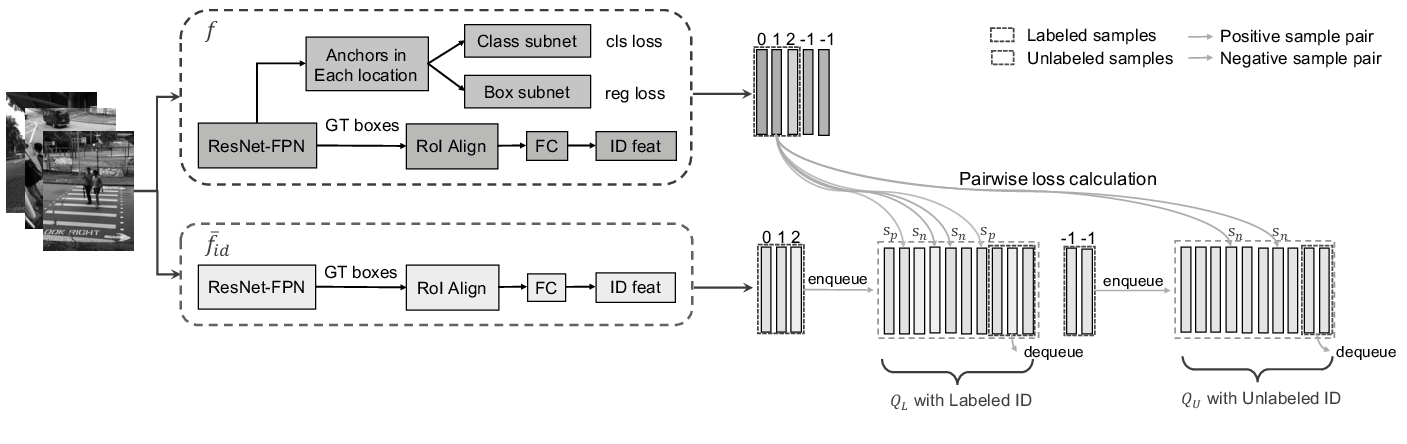 f
Anchors in
Each location
Class subnet
cls loss
Box subnet
reg loss
ResNet-FPN
GT boxes
RoI Align
FC
ID feat
0 1 2 -1 -1
Labeled samples
Unlabeled samples
Positive sample pair
Negative sample pair
LOOK RIGHT
Pairwise loss calculation
f̄_id
ResNet-FPN
GT boxes
RoI Align
FC
ID feat
0 1 2
enqueue
s_p s_n s_n s_p
dequeue
Q_L with Labeled ID
-1 -1
enqueue
s_n s_n
dequeue
Q_U with Unlabeled ID